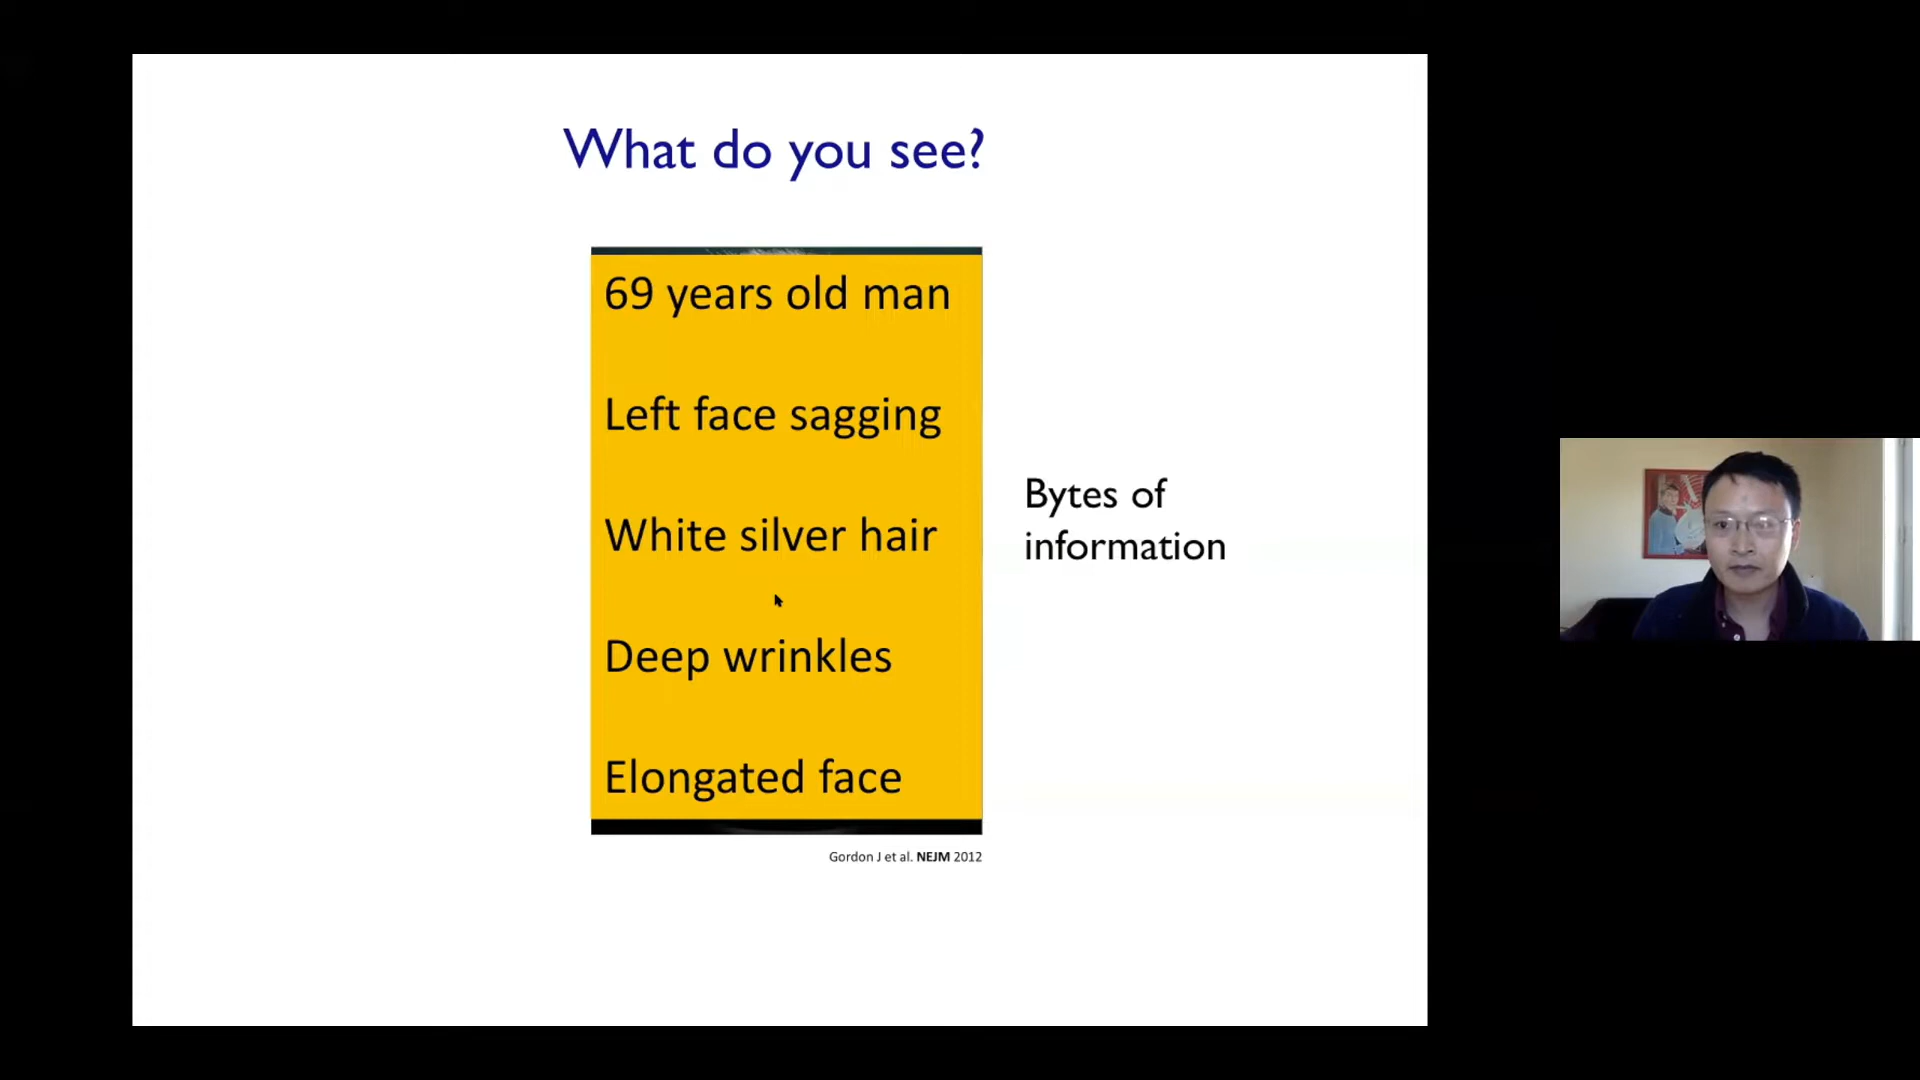 What do you see?
69 years old man
Left face sagging
White silver hair
Deep wrinkles
Elongated face
Bytes of
information
Gordon J et al. NEJM 2012